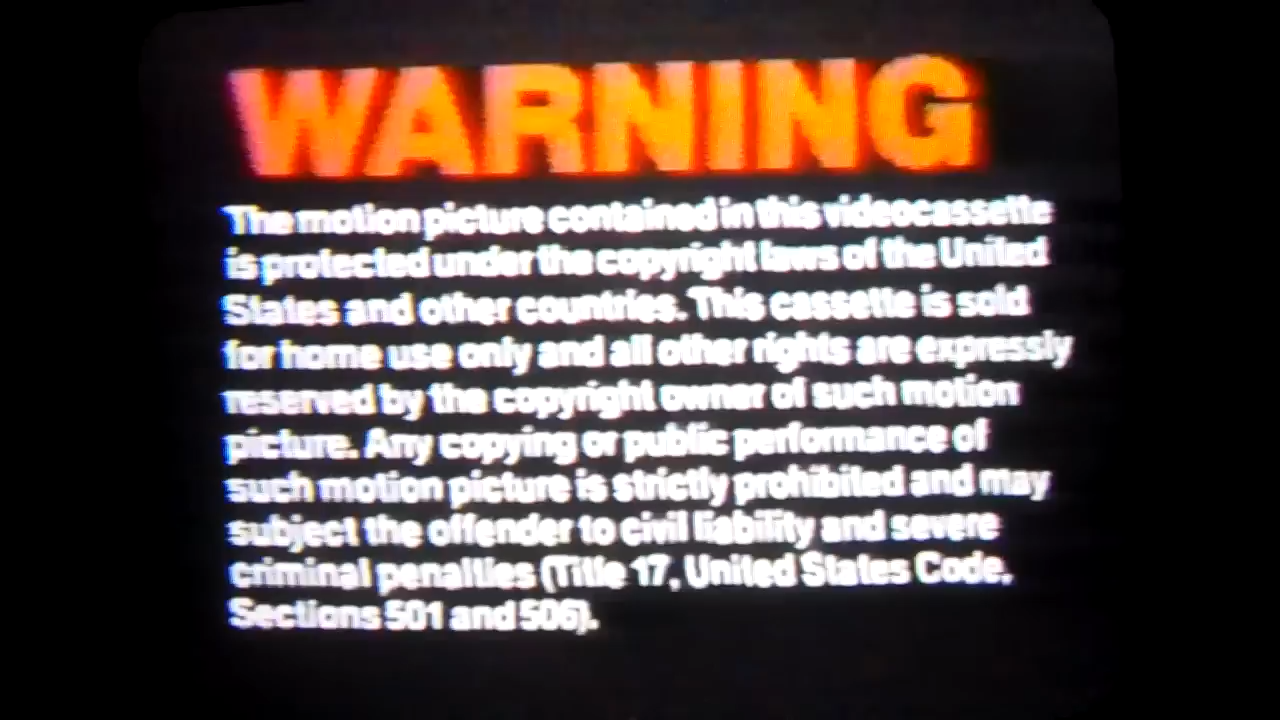 WARNING
The motion picture contained in this videocassette
is protected under the copyright laws of the United
States and other countries. This cassette is sold
for home use only and all other rights are expressly
reserved by the copyright owner of such motion
picture. Any copying or public performance of
such motion picture is strictly prohibited and may
subject the offender to civil liability and severe
criminal penalties (Title 17, United States Code,
Sections 501 and 506).